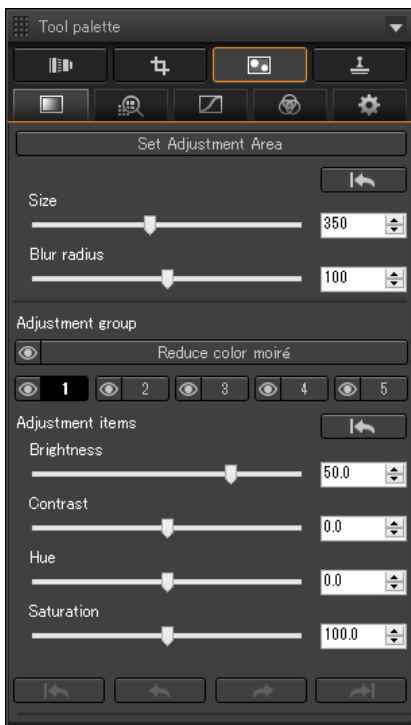 Tool palette
Set Adjustment Area
Size
350
Blur radius
100
Adjustment group
Reduce color moiré
1 2 3 4 5
Adjustment items
Brightness
50.0
Contrast
0.0
Hue
0.0
Saturation
100.0